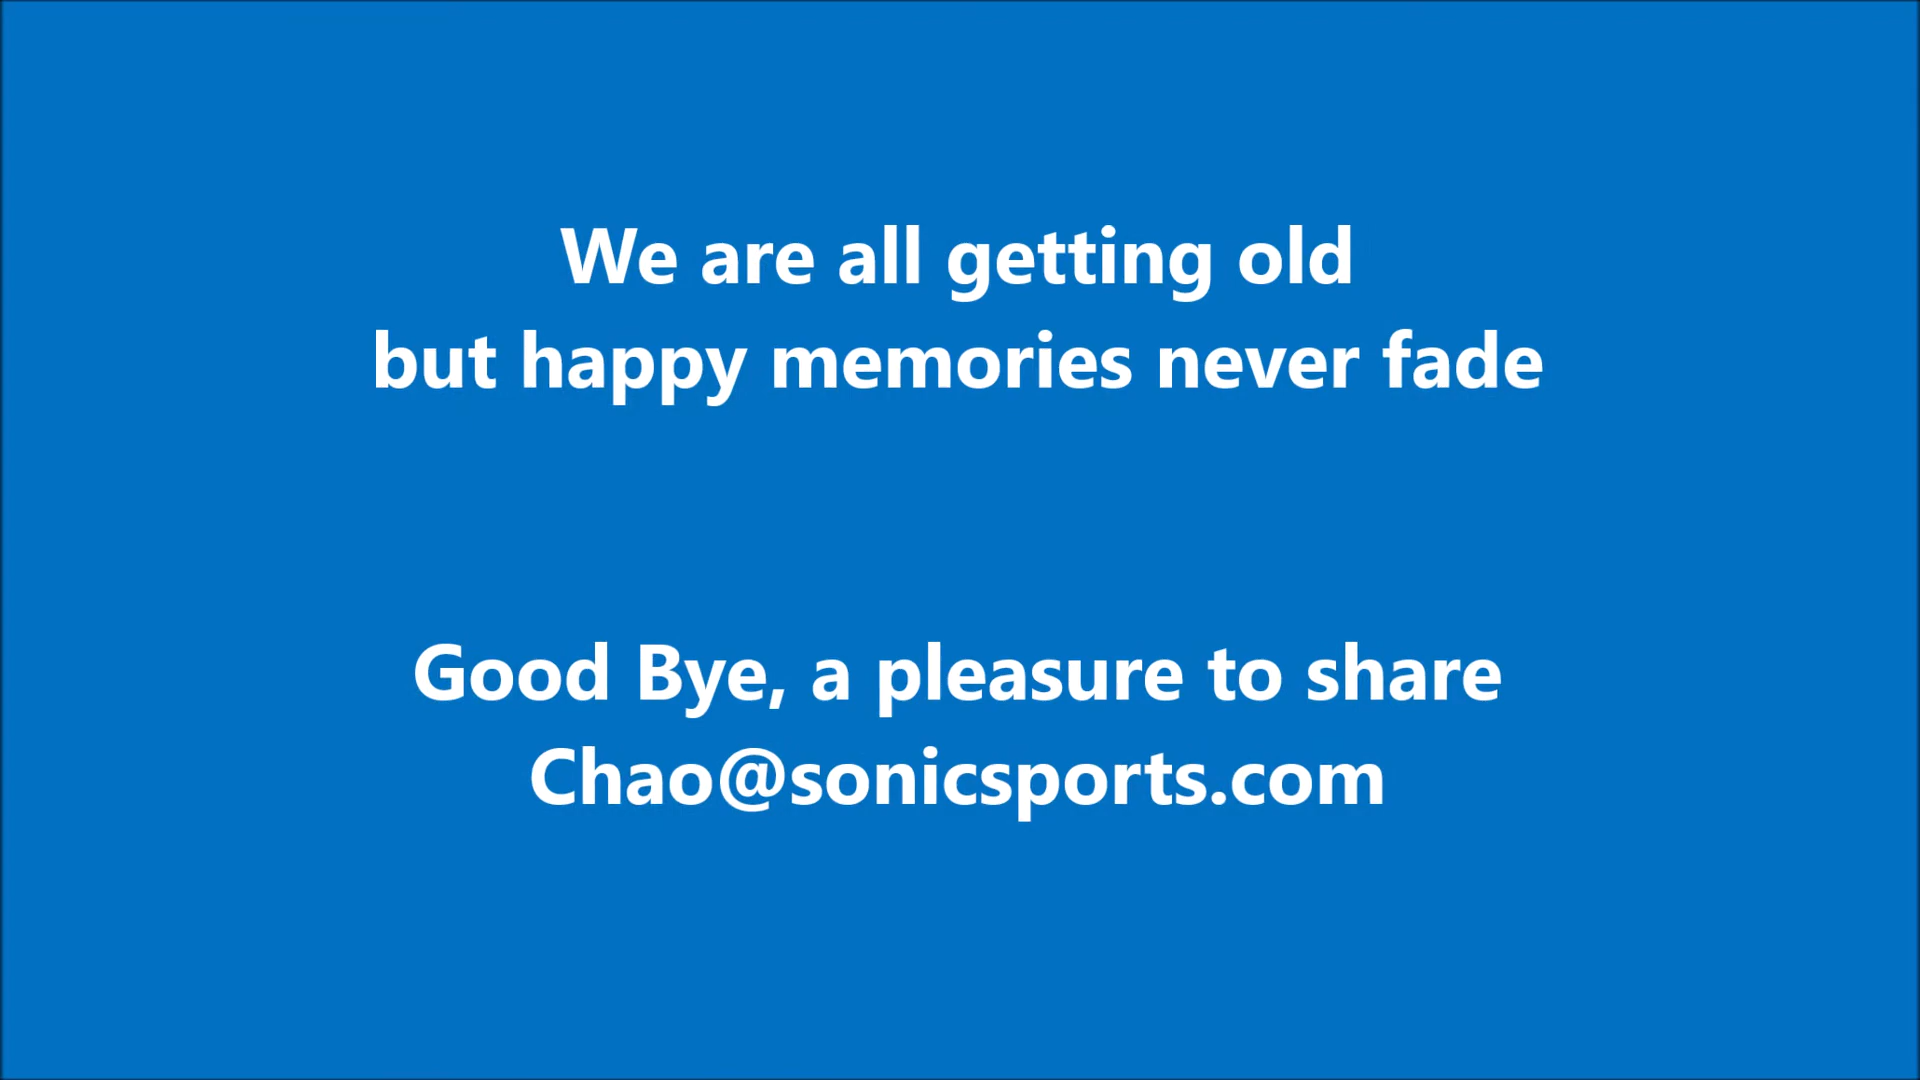 We are all getting old
but happy memories never fade
Good Bye, a pleasure to share
Chao@sonicsports.com